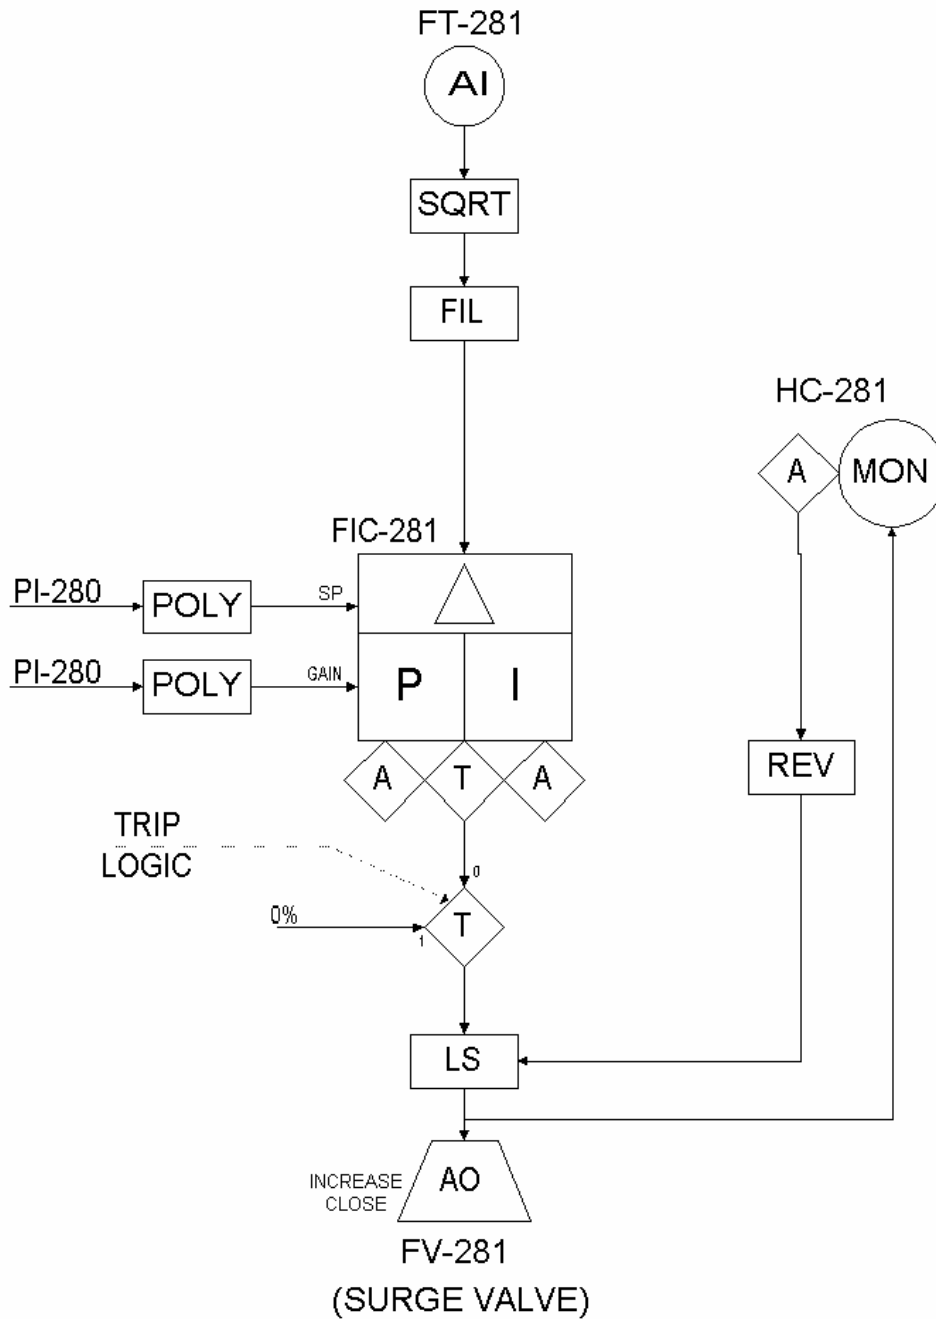 FT-281
AI
SQRT
FIL
HC-281
A
MON
FIC-281
PI-280
POLY
SP
PI-280
POLY
GAIN
P
I
A
T
A
REV
TRIP
LOGIC
0
0%
1
T
LS
INCREASE
CLOSE
AO
FV-281
(SURGE VALVE)